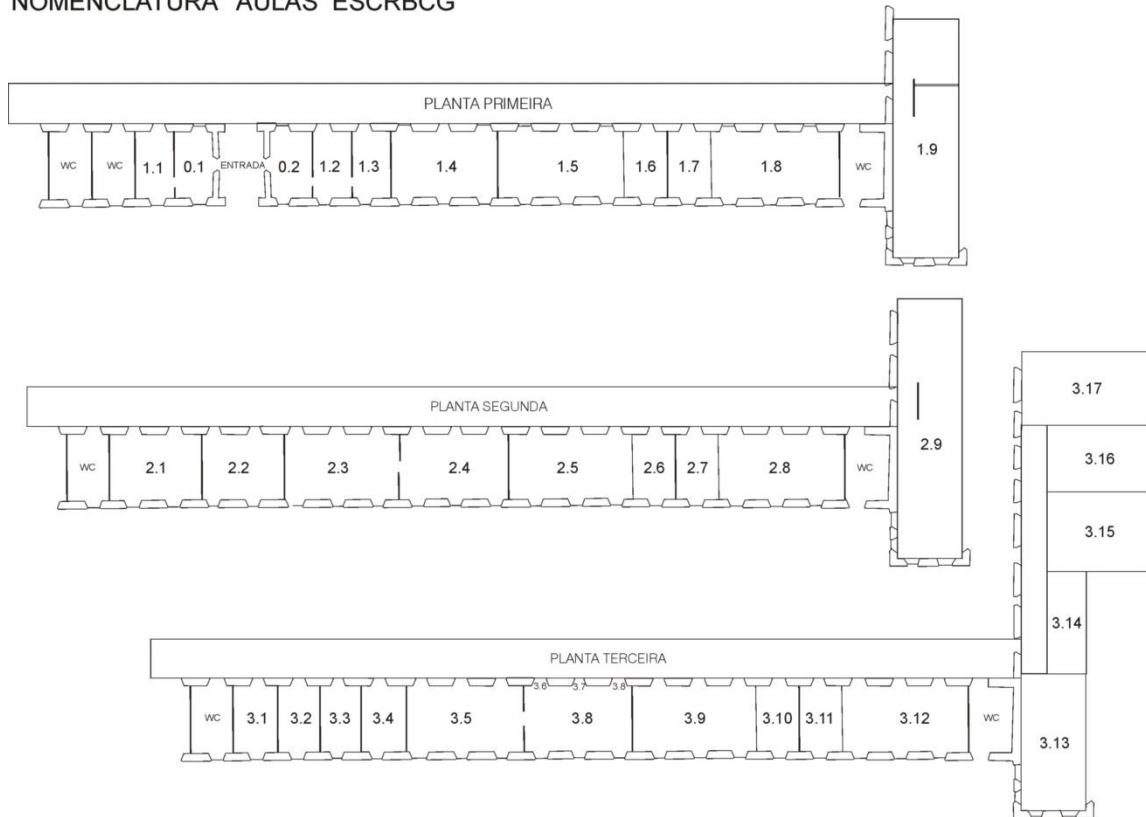 NOMENCLATURA AULAS ESCRBCG
PLANTA PRIMEIRA
WC WC 1.1 0.1 ENTRADA 0.2 1.2 1.3 1.4 1.5 1.6 1.7 1.8 WC 1.9
PLANTA SEGUNDA
WC 2.1 2.2 2.3 2.4 2.5 2.6 2.7 2.8 WC 2.9
3.17
3.16
3.15
3.14
PLANTA TERCEIRA
3.6 3.7 3.8
WC 3.1 3.2 3.3 3.4 3.5 3.8 3.9 3.10 3.11 3.12 WC 3.13